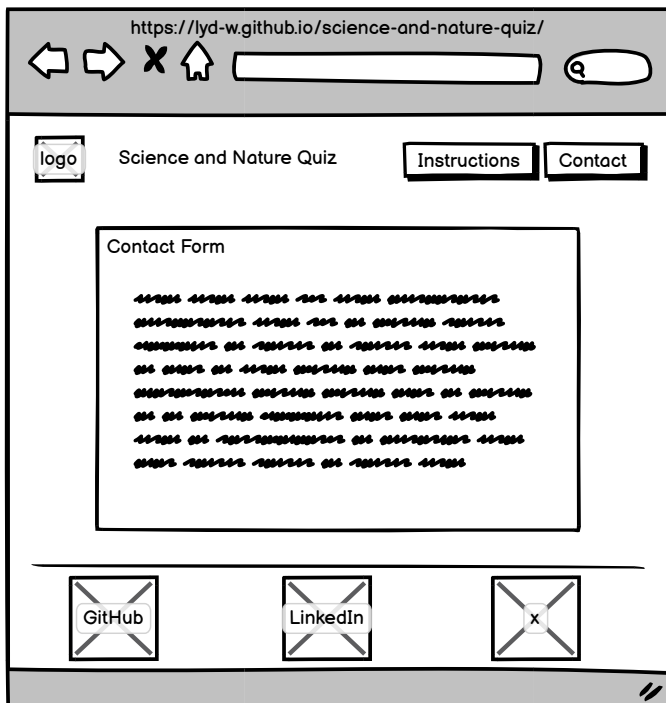 https://lyd-w.github.io/science-and-nature-quiz/
logo
Science and Nature Quiz
Instructions
Contact
Contact Form
GitHub
LinkedIn
x